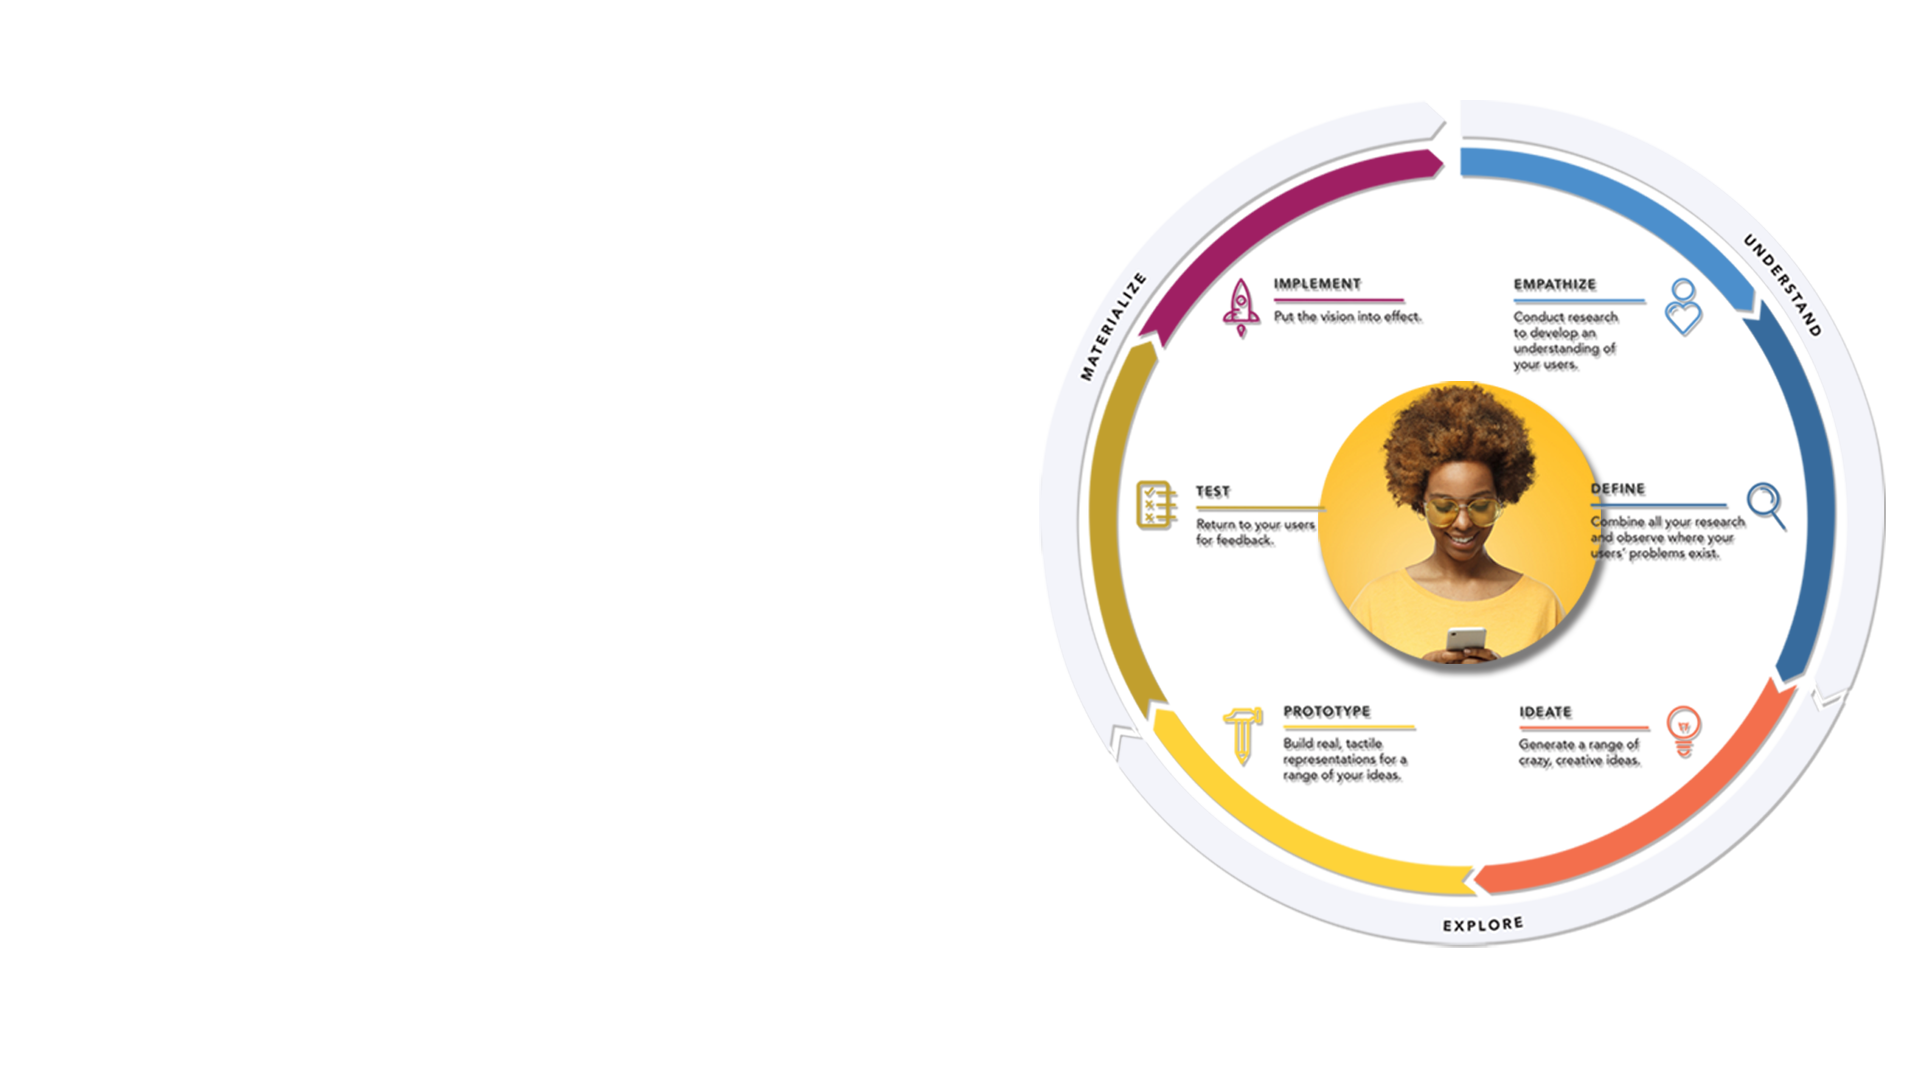 UNDERSTAND
EMPATHIZE
Conduct research
to develop an
understanding of
your users.
DEFINE
Combine all your research
and observe where your
users' problems exist.
EXPLORE
IDEATE
Generate a range of
crazy, creative ideas.
PROTOTYPE
Build real, tactile
representations for a
range of your ideas.
MATERIALIZE
TEST
Return to your users
for feedback.
IMPLEMENT
Put the vision into effect.